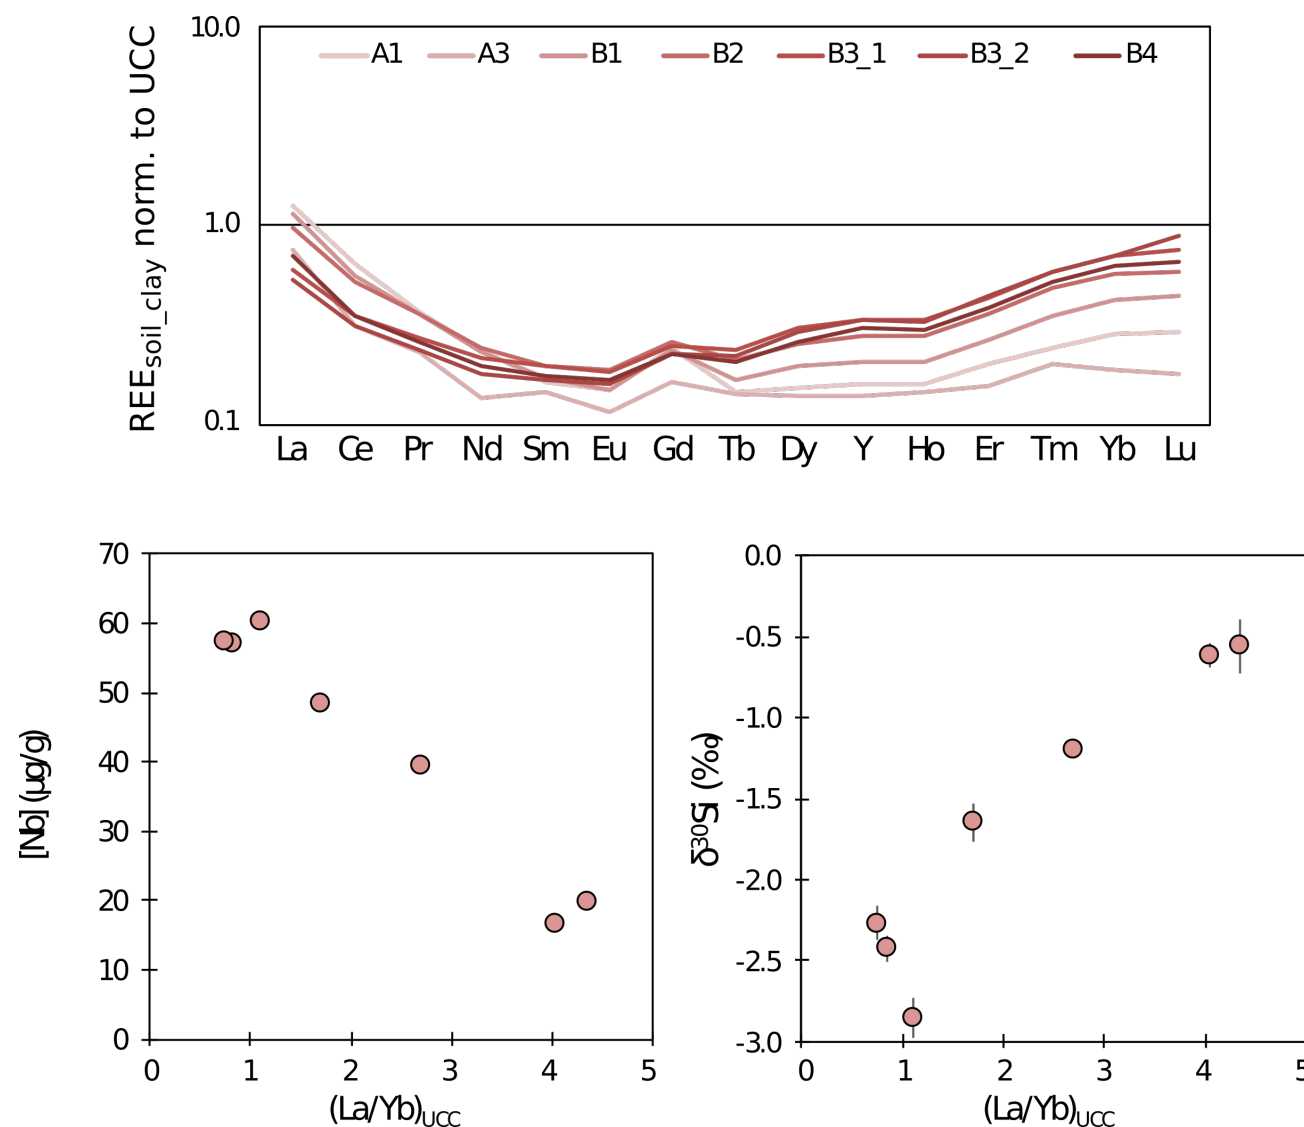 REEsoil_clay norm. to UCC
10.0
1.0
0.1
A1 A3 B1 B2 B3_1 B3_2 B4
La Ce Pr Nd Sm Eu Gd Tb Dy Y Ho Er Tm Yb Lu
[Nb] (µg/g)
70
60
50
40
30
20
10
0
0 1 2 3 4 5
(La/Yb)UCC
δ30Si (‰)
0.0
-0.5
-1.0
-1.5
-2.0
-2.5
-3.0
0 1 2 3 4 5
(La/Yb)UCC